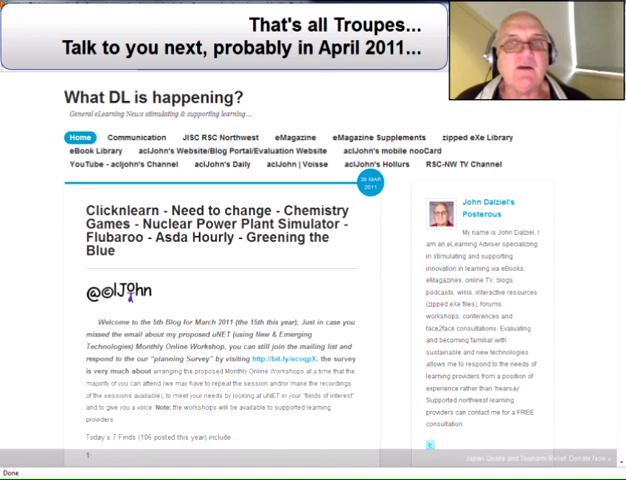 That's all Troupes...
Talk to you next, probably in April 2011...
What DL is happening?
General eLearning News stimulating & supporting learning...
Home Communication JISC RSC Northwest eMagazine eMagazine Supplements zipped eXe Library
eBook Library aclJohn's Website/Blog Portal/Evaluation Website aclJohn's mobile nooCard
YouTube - acljohn's Channel aclJohn's Daily aclJohn | Voisse aclJohn's Hollurs RSC-NW TV Channel
30 MAR
2011
Clicknlearn - Need to change - Chemistry
Games - Nuclear Power Plant Simulator -
Flubaroo - Asda Hourly - Greening the
Blue
@©lJOhn
Welcome to the 5th Blog for March 2011 (the 15th this year); Just in case you
missed the email about my proposed uNET (using New & Emerging
Technologies) Monthly Online Workshop, you can still join the mailing list and
respond to the our "planning Survey" by visiting http://bit.ly/ecvqpX; the survey
is very much about arranging the proposed Monthly Online Workshops at a time that the
majority of you can attend (we may have to repeat the session and/or make the recordings
of the sessions available); to meet your needs by looking at uNET in your "fields of interest"
and to give you a voice Note: the workshops will be available to supported learning
providers.
Today's 7 Finds (106 posted this year) include...
1
John Dalziel's
Posterous
My name is John Dalziel, I
am an eLearning Adviser specializing
in stimulating and supporting
innovation in learning via eBooks,
eMagazines, online TV, blogs,
podcasts, wikis, interactive resources
(zipped eXe files), forums,
workshops, conferences and
face2face consultations. Evaluating
and becoming familiar with
sustainable and new technologies
allows me to respond to the needs of
learning providers from a position of
experience rather than 'hearsay'
Supported northwest learning
providers can contact me for a FREE
consultation.
Japan Quake and Tsunami Relief. Donate Now »
Done